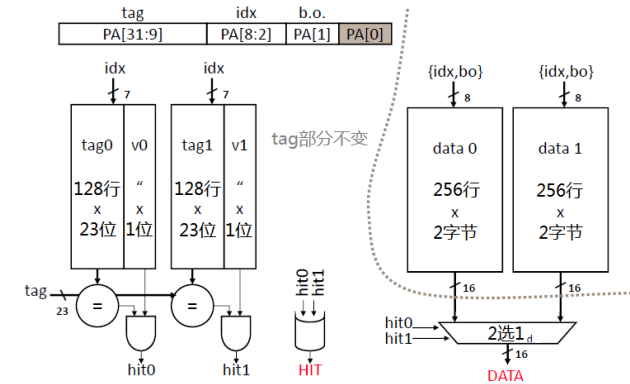 tag idx b.o.
PA[31:9] PA[8:2] PA[1] PA[0]
idx idx {idx,bo} {idx,bo}
7 7 8 8
tag0 v0 tag1 v1 tag部分不变 data 0 data 1
128行 “ 128行 “ 256行 256行
x x x x x x
23位 1位 23位 1位 2字节 2字节
tag = = hit0 hit1 16 16
23
hit0
hit1 2选1 d
16
hit0 hit1 HIT DATA